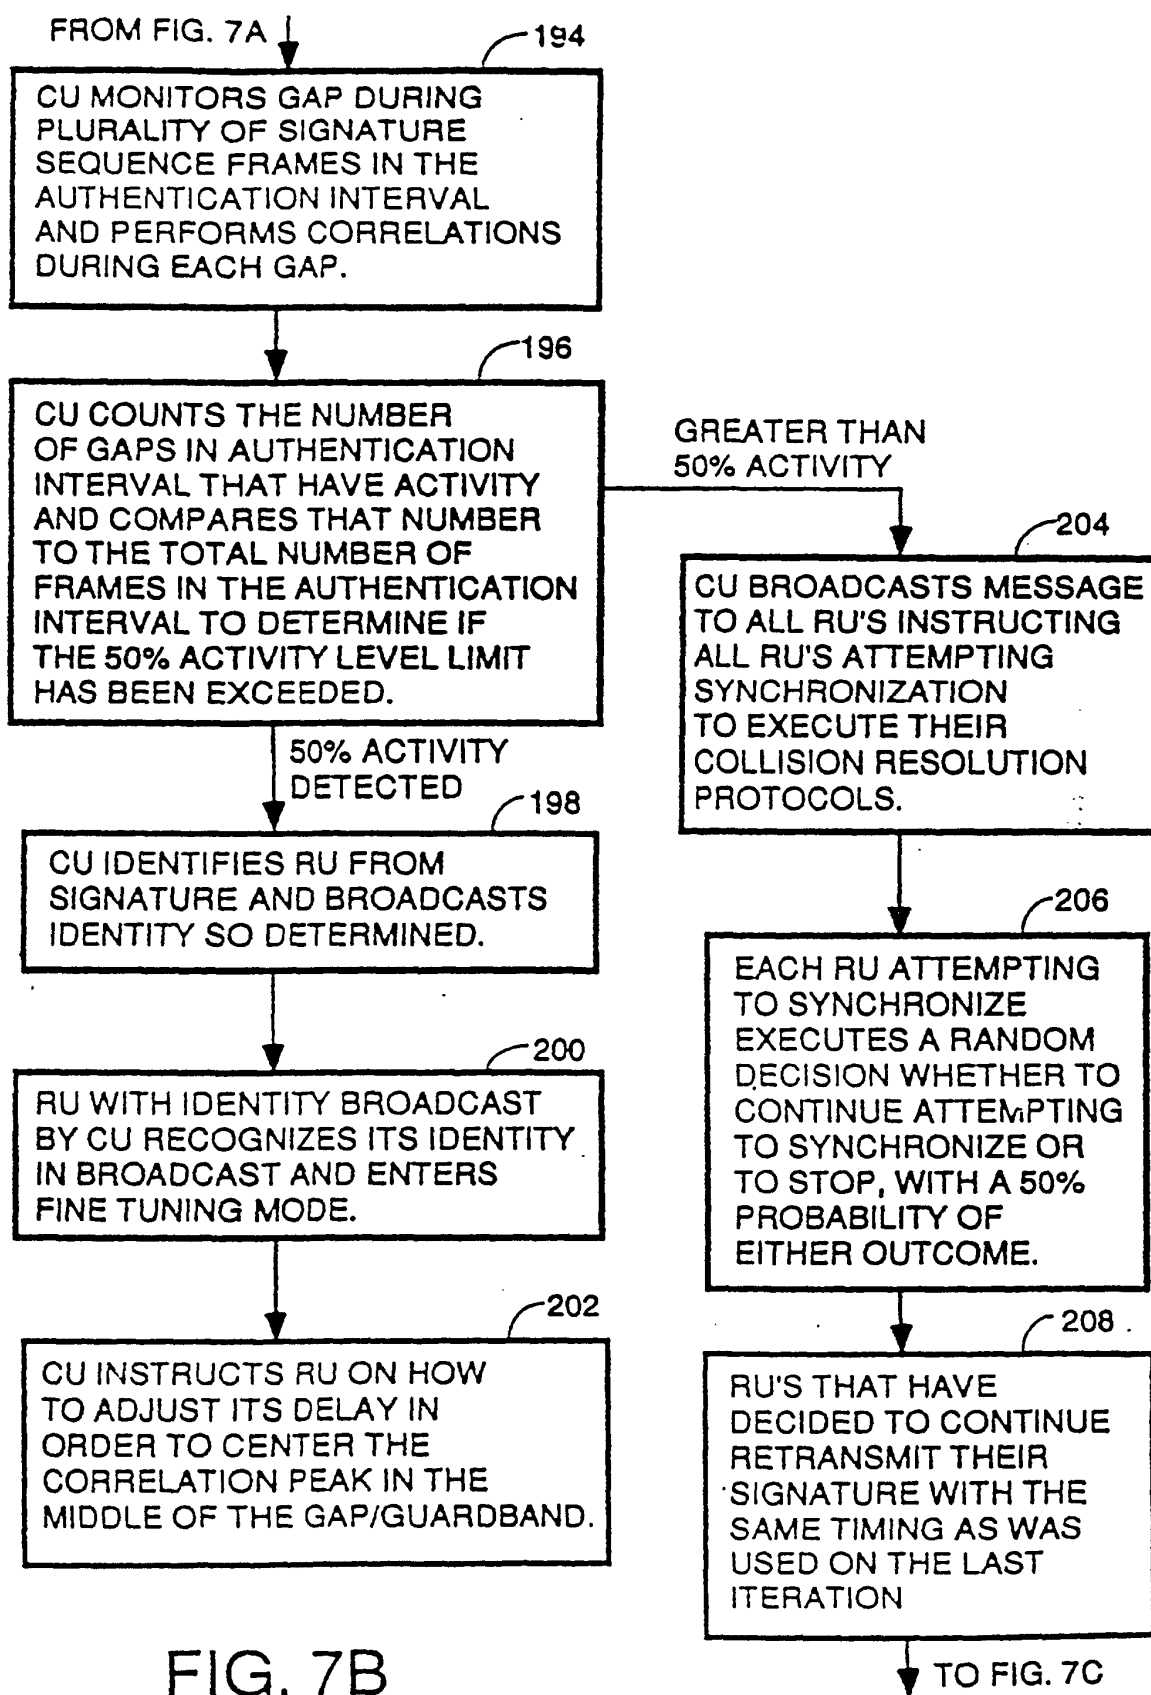 FROM FIG. 7A
194
CU MONITORS GAP DURING
PLURALITY OF SIGNATURE
SEQUENCE FRAMES IN THE
AUTHENTICATION INTERVAL
AND PERFORMS CORRELATIONS
DURING EACH GAP.
196
CU COUNTS THE NUMBER
OF GAPS IN AUTHENTICATION
INTERVAL THAT HAVE ACTIVITY
AND COMPARES THAT NUMBER
TO THE TOTAL NUMBER OF
FRAMES IN THE AUTHENTICATION
INTERVAL TO DETERMINE IF
THE 50% ACTIVITY LEVEL LIMIT
HAS BEEN EXCEEDED.
50% ACTIVITY
DETECTED
198
CU IDENTIFIES RU FROM
SIGNATURE AND BROADCASTS
IDENTITY SO DETERMINED.
200
RU WITH IDENTITY BROADCAST
BY CU RECOGNIZES ITS IDENTITY
IN BROADCAST AND ENTERS
FINE TUNING MODE.
202
CU INSTRUCTS RU ON HOW
TO ADJUST ITS DELAY IN
ORDER TO CENTER THE
CORRELATION PEAK IN THE
MIDDLE OF THE GAP/GUARDBAND.
GREATER THAN
50% ACTIVITY
204
CU BROADCASTS MESSAGE
TO ALL RU'S INSTRUCTING
ALL RU'S ATTEMPTING
SYNCHRONIZATION
TO EXECUTE THEIR
COLLISION RESOLUTION
PROTOCOLS.
206
EACH RU ATTEMPTING
TO SYNCHRONIZE
EXECUTES A RANDOM
DECISION WHETHER TO
CONTINUE ATTEMPTING
TO SYNCHRONIZE OR
TO STOP, WITH A 50%
PROBABILITY OF
EITHER OUTCOME.
208
RU'S THAT HAVE
DECIDED TO CONTINUE
RETRANSMIT THEIR
SIGNATURE WITH THE
SAME TIMING AS WAS
USED ON THE LAST
ITERATION
TO FIG. 7C
FIG. 7B